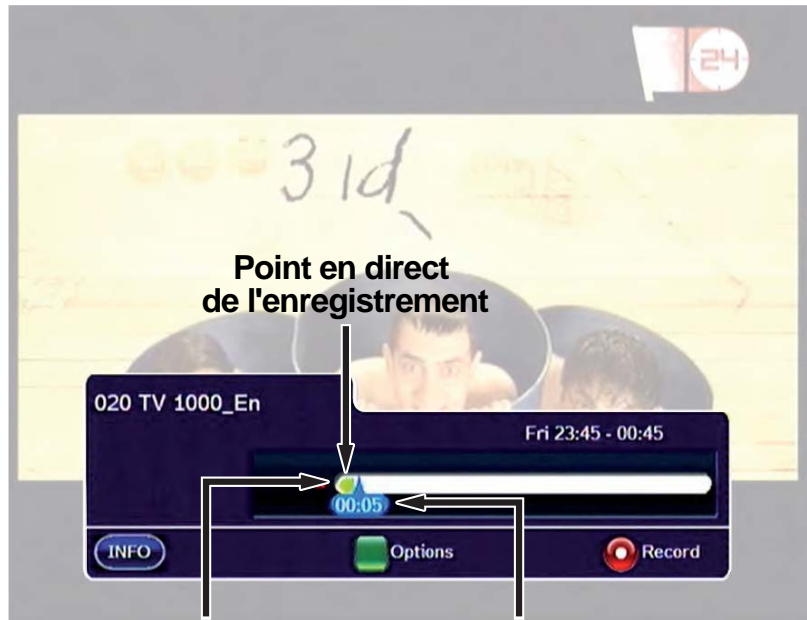 24
3 id
Point en direct
de l'enregistrement
020 TV 1000_En
Fri 23:45 - 00:45
00:05
INFO
Options
Record